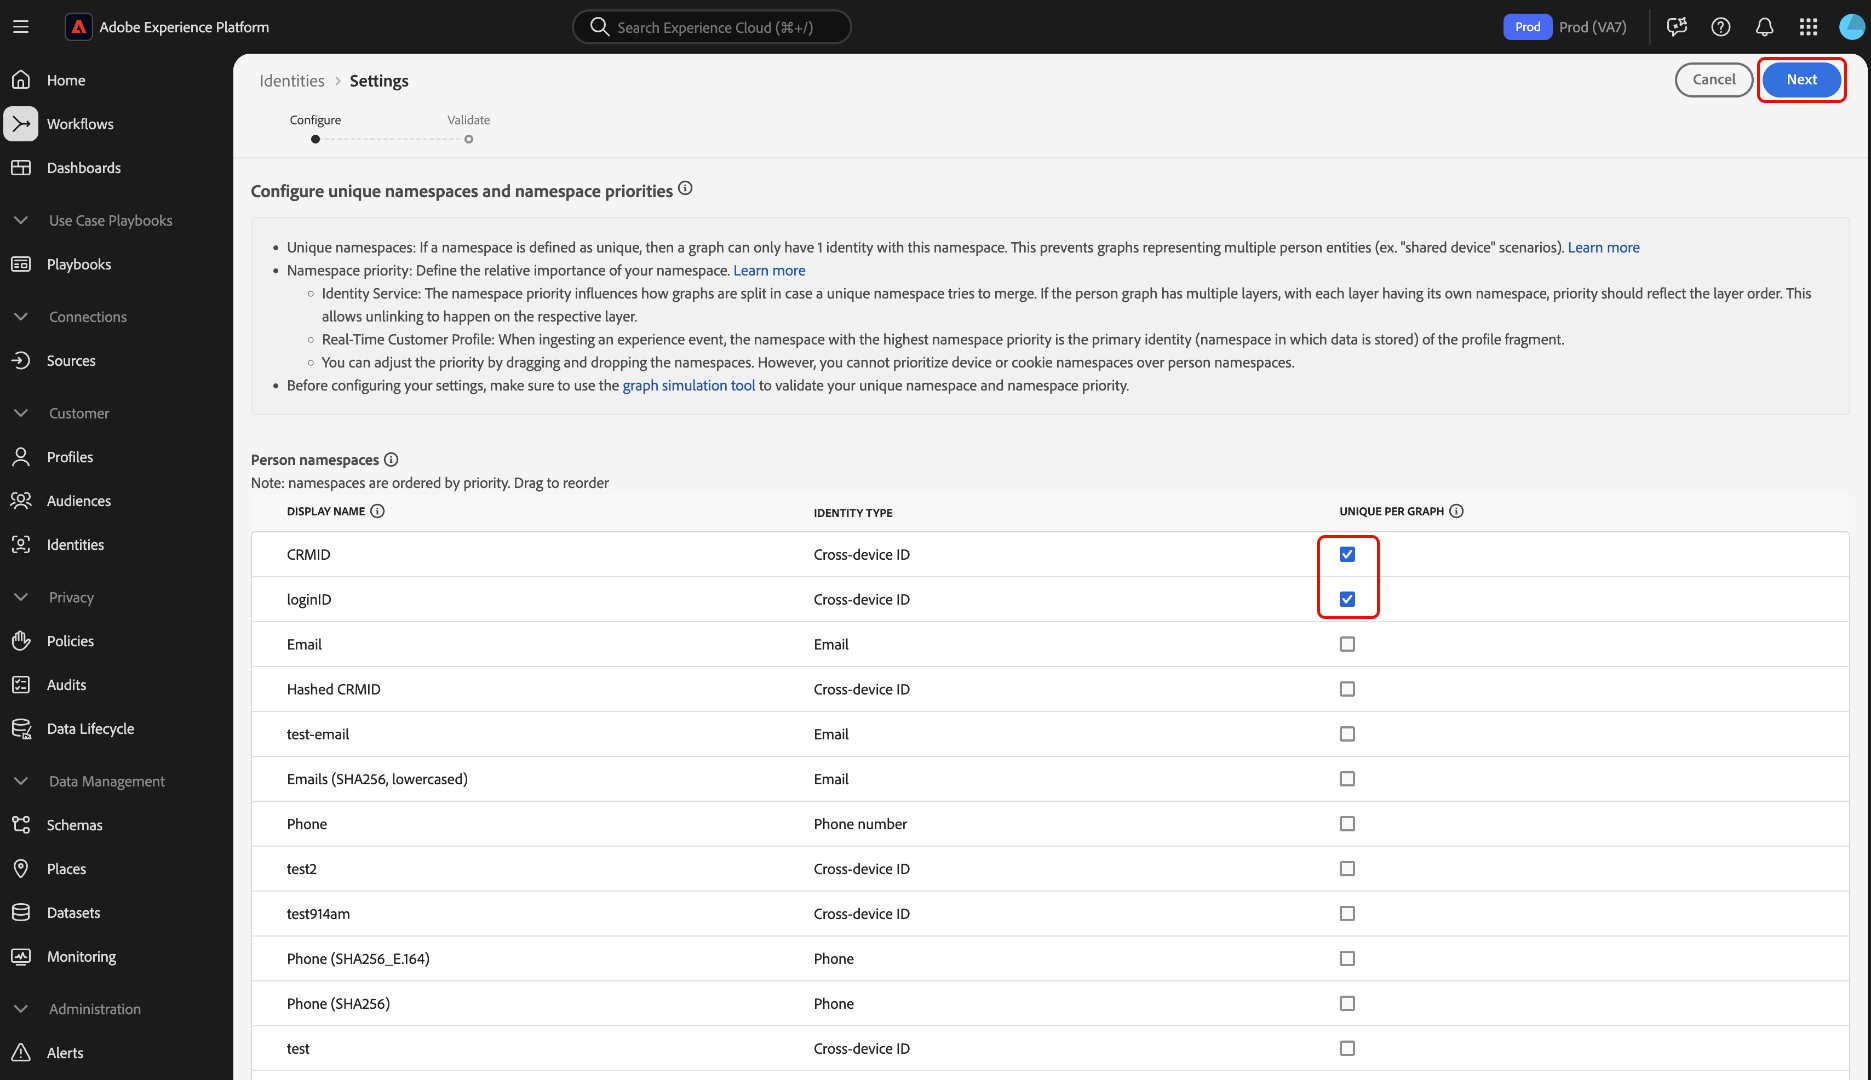 Adobe Experience Platform
Search Experience Cloud (⌘+/)
Prod
Prod (VA7)
Home
Workflows
Dashboards
Use Case Playbooks
Playbooks
Connections
Sources
Customer
Profiles
Audiences
Identities
Privacy
Policies
Audits
Data Lifecycle
Data Management
Schemas
Places
Datasets
Monitoring
Administration
Alerts
Identities > Settings
Cancel
Next
Configure
Validate
Configure unique namespaces and namespace priorities
• Unique namespaces: If a namespace is defined as unique, then a graph can only have 1 identity with this namespace. This prevents graphs representing multiple person entities (ex. "shared device" scenarios). Learn more
• Namespace priority: Define the relative importance of your namespace. Learn more
◦ Identity Service: The namespace priority influences how graphs are split in case a unique namespace tries to merge. If the person graph has multiple layers, with each layer having its own namespace, priority should reflect the layer order. This
allows unlinking to happen on the respective layer.
◦ Real-Time Customer Profile: When ingesting an experience event, the namespace with the highest namespace priority is the primary identity (namespace in which data is stored) of the profile fragment.
◦ You can adjust the priority by dragging and dropping the namespaces. However, you cannot prioritize device or cookie namespaces over person namespaces.
• Before configuring your settings, make sure to use the graph simulation tool to validate your unique namespace and namespace priority.
Person namespaces
Note: namespaces are ordered by priority. Drag to reorder
DISPLAY NAME IDENTITY TYPE UNIQUE PER GRAPH
CRMID Cross-device ID
loginID Cross-device ID
Email Email
Hashed CRMID Cross-device ID
test-email Email
Emails (SHA256, lowercased) Email
Phone Phone number
test2 Cross-device ID
test914am Cross-device ID
Phone (SHA256_E.164) Phone
Phone (SHA256) Phone
test Cross-device ID